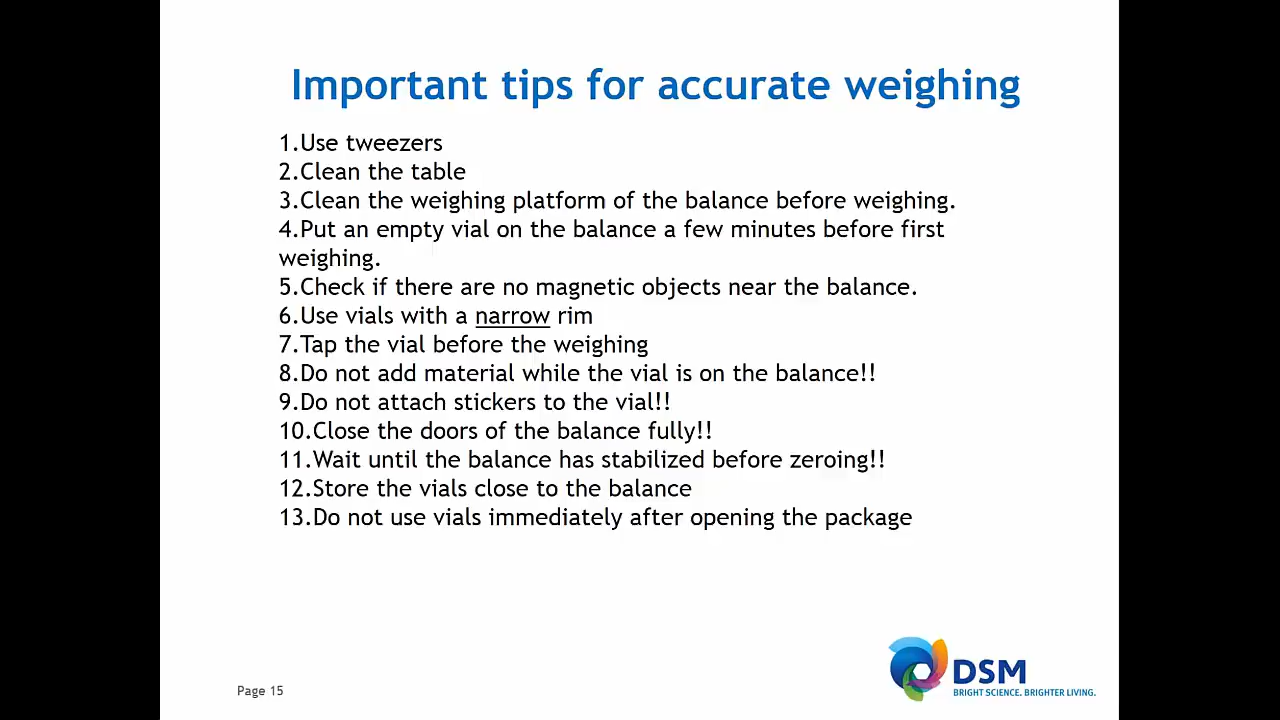 Important tips for accurate weighing
1.Use tweezers
2.Clean the table
3.Clean the weighing platform of the balance before weighing.
4.Put an empty vial on the balance a few minutes before first
weighing.
5.Check if there are no magnetic objects near the balance.
6.Use vials with a narrow rim
7.Tap the vial before the weighing
8.Do not add material while the vial is on the balance!!
9.Do not attach stickers to the vial!!
10.Close the doors of the balance fully!!
11.Wait until the balance has stabilized before zeroing!!
12.Store the vials close to the balance
13.Do not use vials immediately after opening the package
DSM
BRIGHT SCIENCE. BRIGHTER LIVING.
Page 15